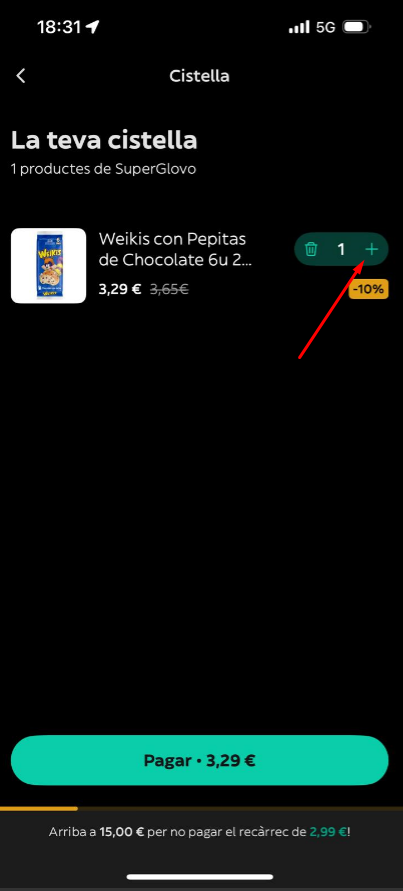 18:31
5G
Cistella
La teva cistella
1 productes de SuperGlovo
Weikis con Pepitas
de Chocolate 6u 2...
1
3,29 € 3,65€
-10%
WEIKIS
Pagar • 3,29 €
Arriba a 15,00 € per no pagar el recàrrec de 2,99 €!